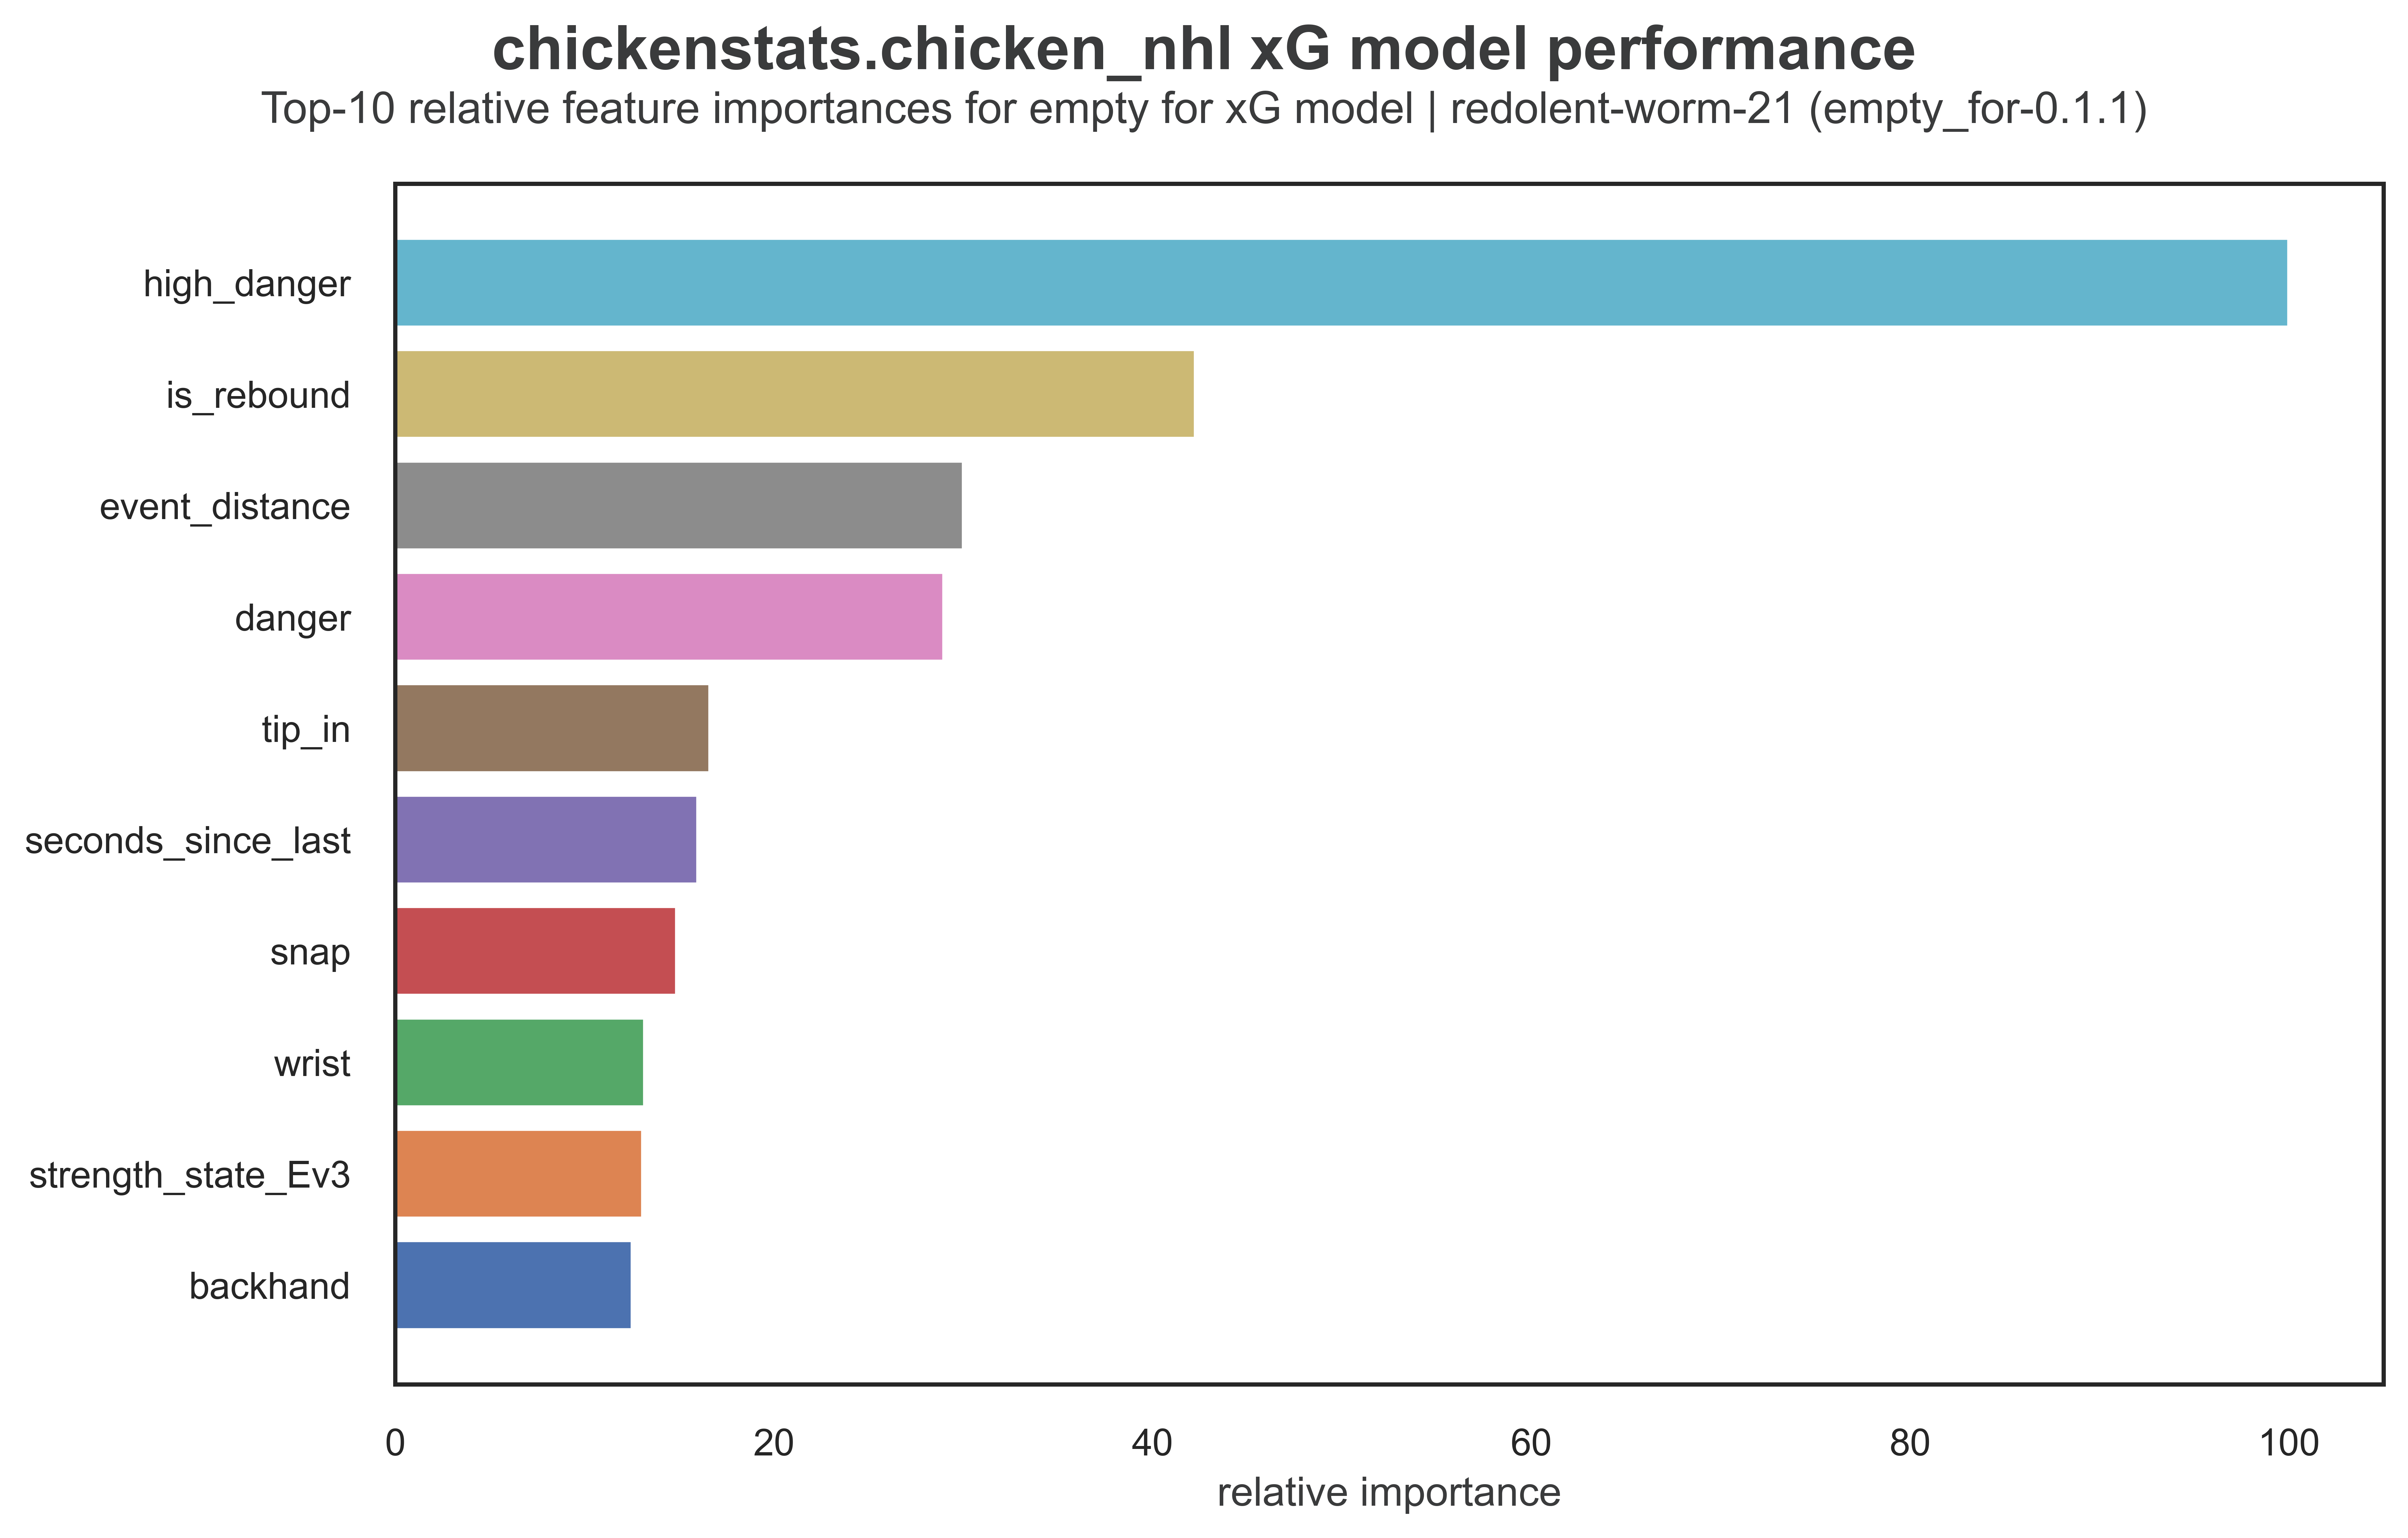 chickenstats.chicken_nhl xG model performance
Top-10 relative feature importances for empty for xG model | redolent-worm-21 (empty_for-0.1.1)
high_danger
is_rebound
event_distance
danger
tip_in
seconds_since_last
snap
wrist
strength_state_Ev3
backhand
0 20 40 60 80 100
relative importance